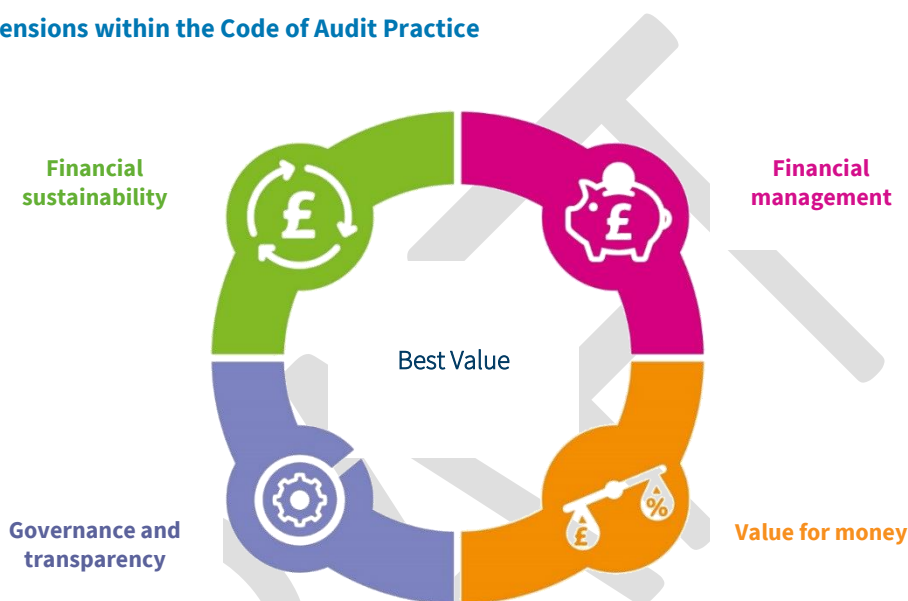 ensions within the Code of Audit Practice
Financial
sustainability
Financial
management
£
£
Best Value
£
%
Governance and
transparency
Value for money